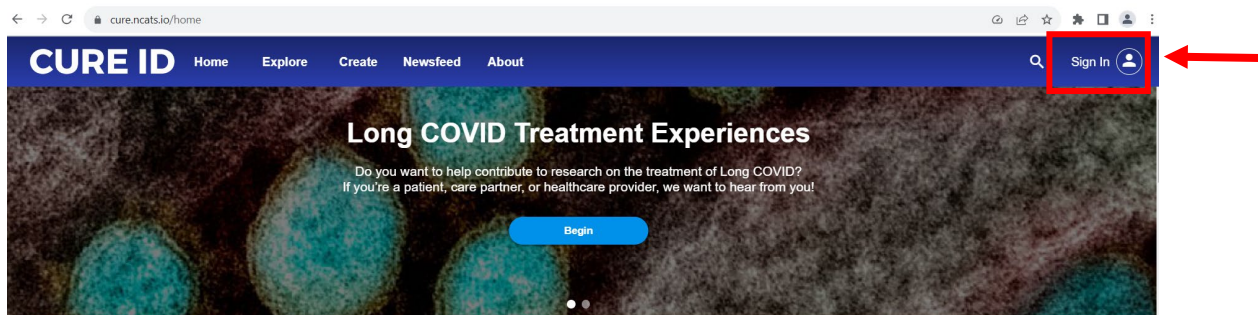 cure.ncats.io/home
CURE ID Home Explore Create Newsfeed About Sign In
Long COVID Treatment Experiences
Do you want to help contribute to research on the treatment of Long COVID?
If you're a patient, care partner, or healthcare provider, we want to hear from you!
Begin